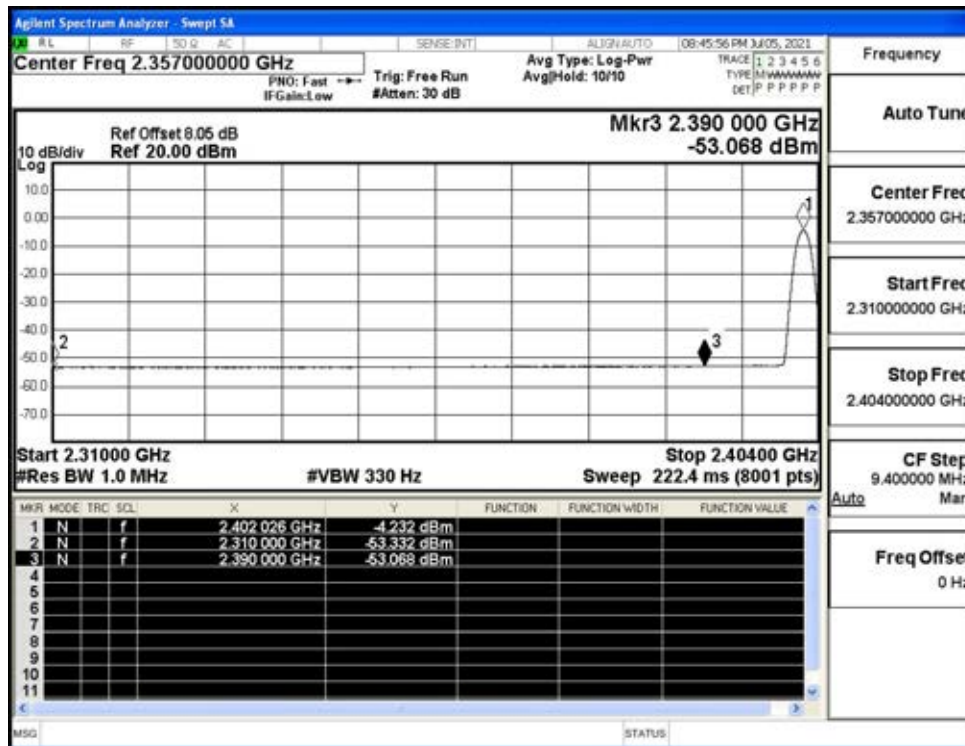 Agilent Spectrum Analyzer - Swept SA
RL RF 50 Ω AC SENSE:INT ALIGNAUTO 08:45:56 PM Jul 05, 2021
Center Freq 2.357000000 GHz
PNO: Fast
IFGain:Low
Trig: Free Run
#Atten: 30 dB
Avg Type: Log-Pwr
Avg|Hold: 10/10
TRACE 1 2 3 4 5 6
TYPE MWWWWW
DET P P P P P P
Ref Offset 8.05 dB
Ref 20.00 dBm
10 dB/div
Log
Mkr3 2.390 000 GHz
-53.068 dBm
10.0
0.00
-10.0
-20.0
-30.0
-40.0
-50.0
-60.0
-70.0
1
2
3
Start 2.31000 GHz
Stop 2.40400 GHz
#Res BW 1.0 MHz
#VBW 330 Hz
Sweep 222.4 ms (8001 pts)
MKR MODE TRC SCL X Y FUNCTION FUNCTION WIDTH FUNCTION VALUE
1 N f 2.402 026 GHz -4.232 dBm
2 N f 2.310 000 GHz -53.332 dBm
3 N f 2.390 000 GHz -53.068 dBm
4
5
6
7
8
9
10
11
MSG
STATUS
Frequency
Auto Tune
Center Freq
2.357000000 GHz
Start Freq
2.310000000 GHz
Stop Freq
2.404000000 GHz
CF Step
9.400000 MHz
Auto Man
Freq Offset
0 Hz